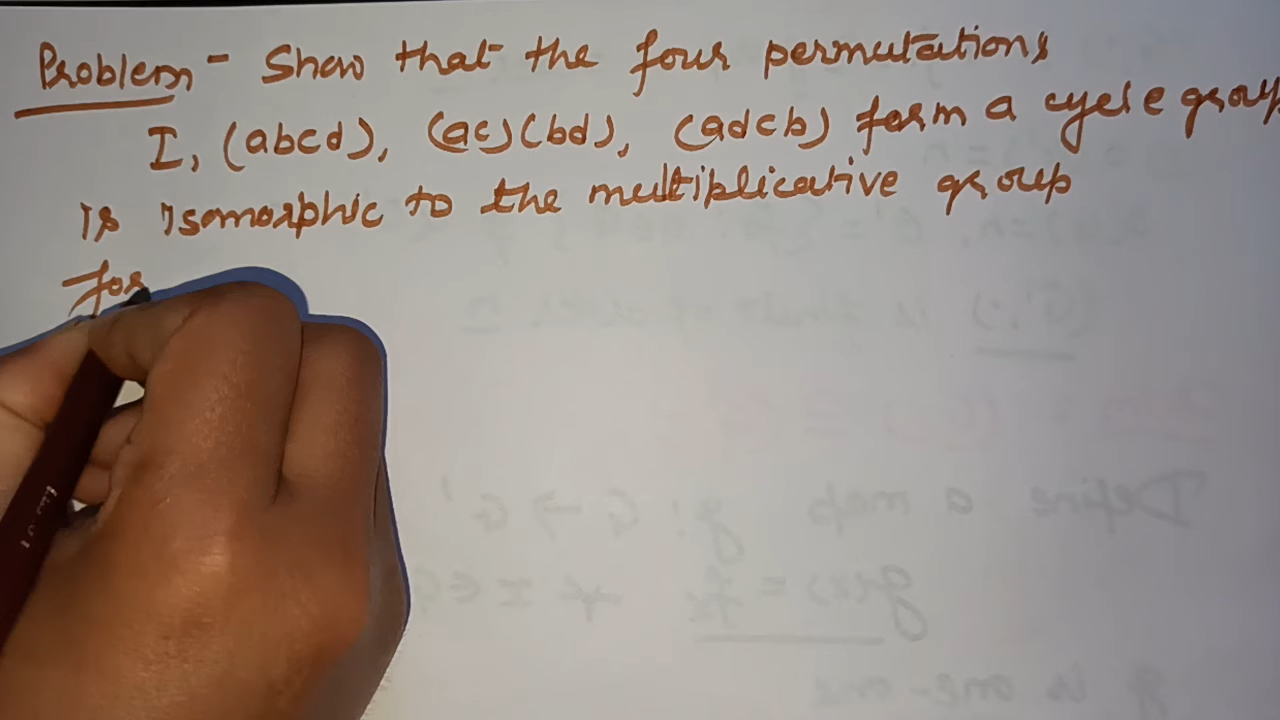 Problem - Show that the four permutations
I, (abcd), (ac)(bd), (adcb) form a cycle group
is isomorphic to the multiplicative group
for